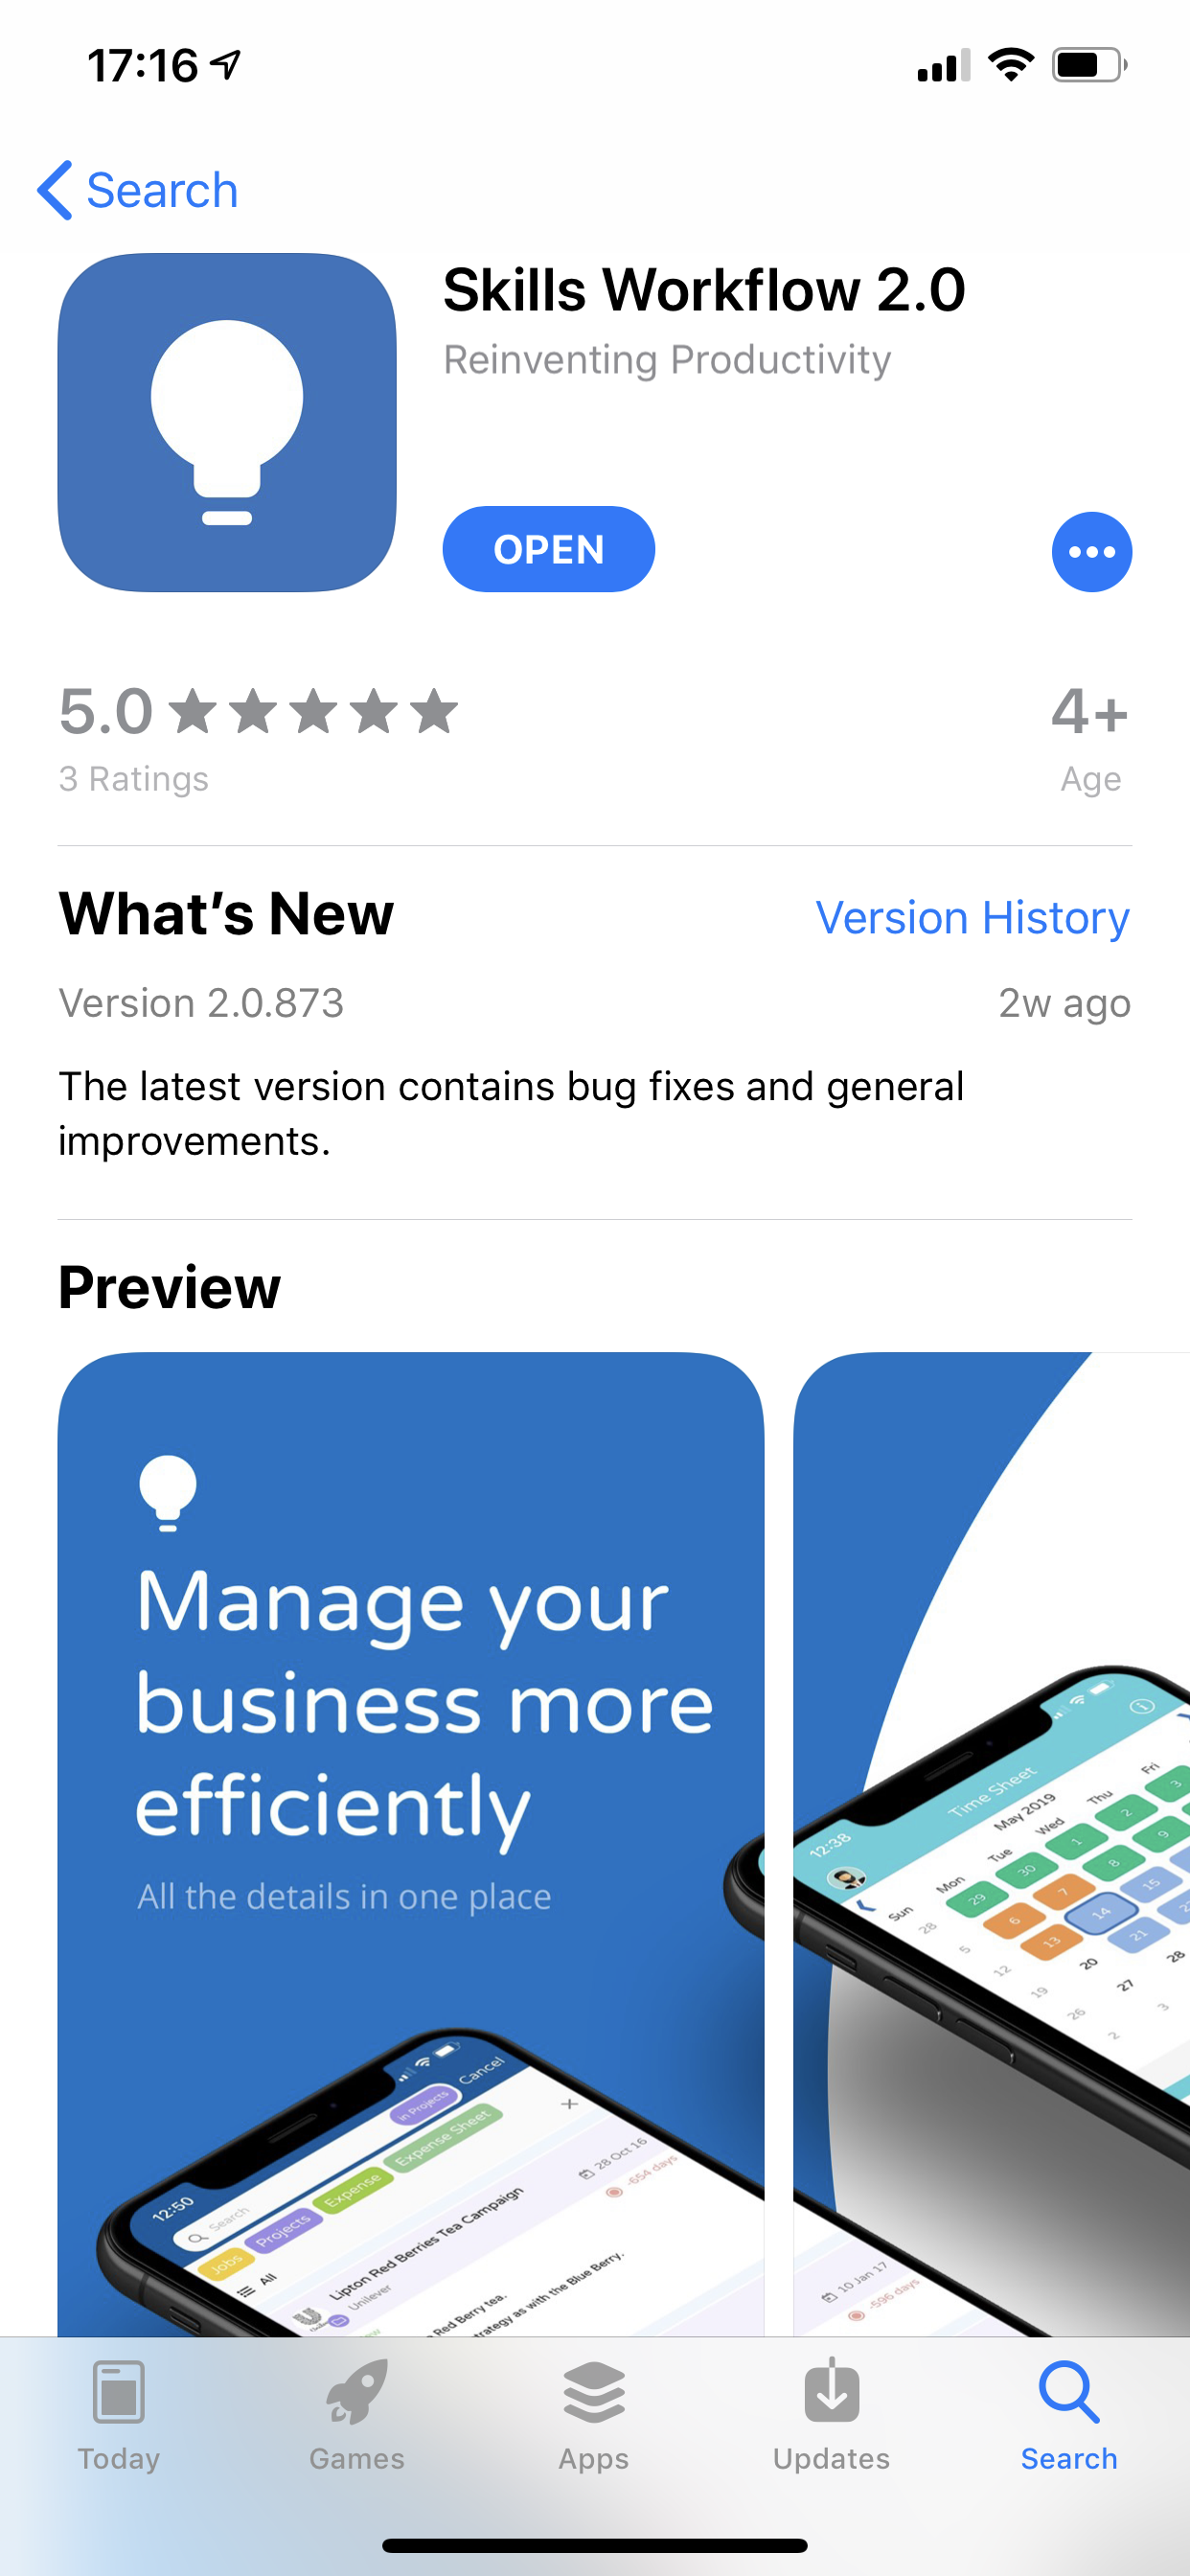 17:16
Search
Skills Workflow 2.0
Reinventing Productivity
OPEN
5.0
4+
3 Ratings
Age
What's New
Version History
Version 2.0.873
2w ago
The latest version contains bug fixes and general
improvements.
Preview
Manage your
business more
efficiently
All the details in one place
12:50
Search
in Projects
Cancel
Jobs
Projects
Expense
Expense Sheet
All
Lipton Red Berries Tea Campaign
Unilever
28 Oct 16
-654 days
Red Berry tea.
rategy as with the Blue Berry.
12:38
Time Sheet
May 2019
Sun Mon Tue Wed Thu Fri
28 29 30 1 2 3
5 6 7 8 9
12 13 14 15
19 20 21
26 27 28
2 3
10 Jan 17
-596 days
Today
Games
Apps
Updates
Search